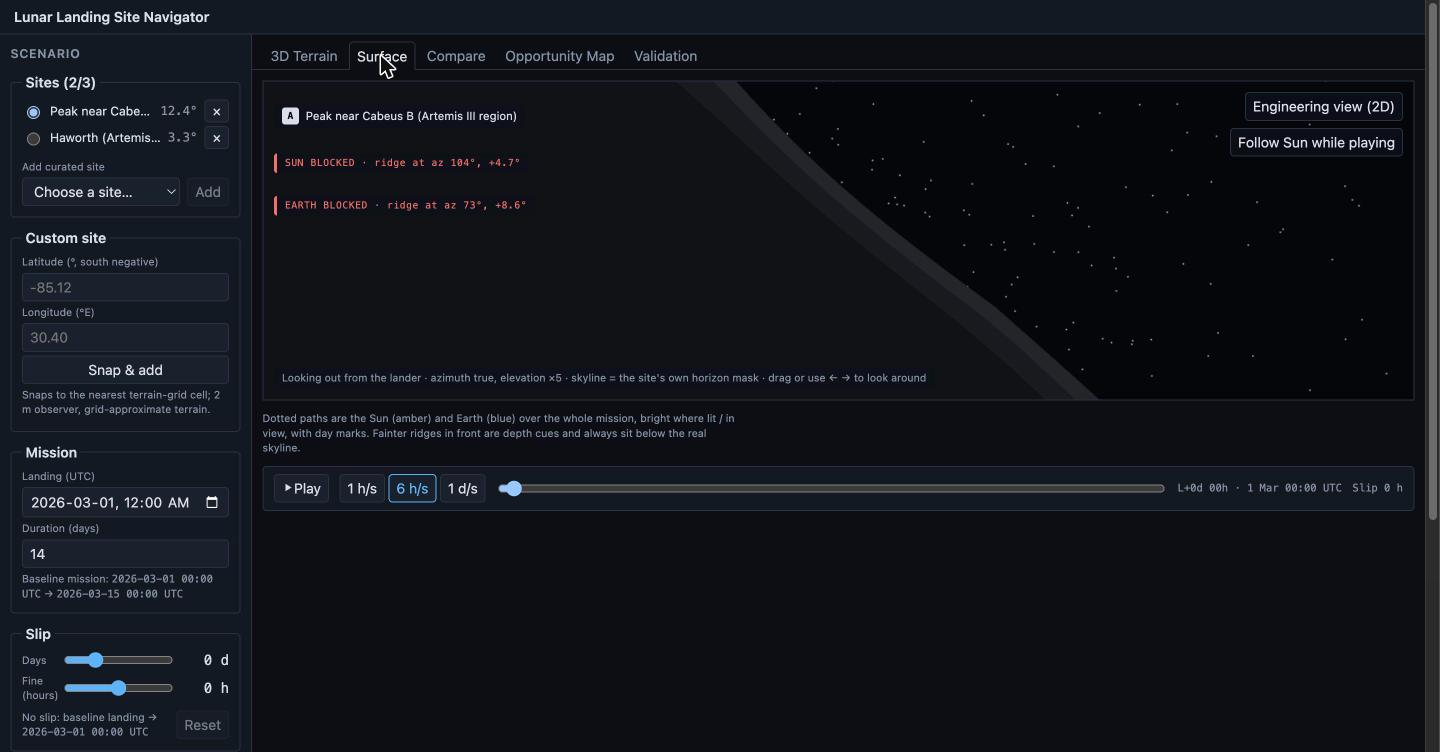 Lunar Landing Site Navigator
SCENARIO
Sites (2/3)
Peak near Cabe... 12.4° ×
Haworth (Artemis... 3.3° ×
Add curated site
Choose a site... Add
Custom site
Latitude (°, south negative)
-85.12
Longitude (°E)
30.40
Snap & add
Snaps to the nearest terrain-grid cell; 2
m observer, grid-approximate terrain.
Mission
Landing (UTC)
2026-03-01, 12:00 AM
Duration (days)
14
Baseline mission: 2026-03-01 00:00
UTC → 2026-03-15 00:00 UTC
Slip
Days 0 d
Fine
(hours) 0 h
No slip: baseline landing →
2026-03-01 00:00 UTC
Reset
3D Terrain Surface Compare Opportunity Map Validation
A Peak near Cabeus B (Artemis III region)
Engineering view (2D)
Follow Sun while playing
SUN BLOCKED · ridge at az 104°, +4.7°
EARTH BLOCKED · ridge at az 73°, +8.6°
Looking out from the lander · azimuth true, elevation ×5 · skyline = the site's own horizon mask · drag or use ← → to look around
Dotted paths are the Sun (amber) and Earth (blue) over the whole mission, bright where lit / in
view, with day marks. Fainter ridges in front are depth cues and always sit below the real
skyline.
Play 1 h/s 6 h/s 1 d/s L+0d 00h · 1 Mar 00:00 UTC Slip 0 h